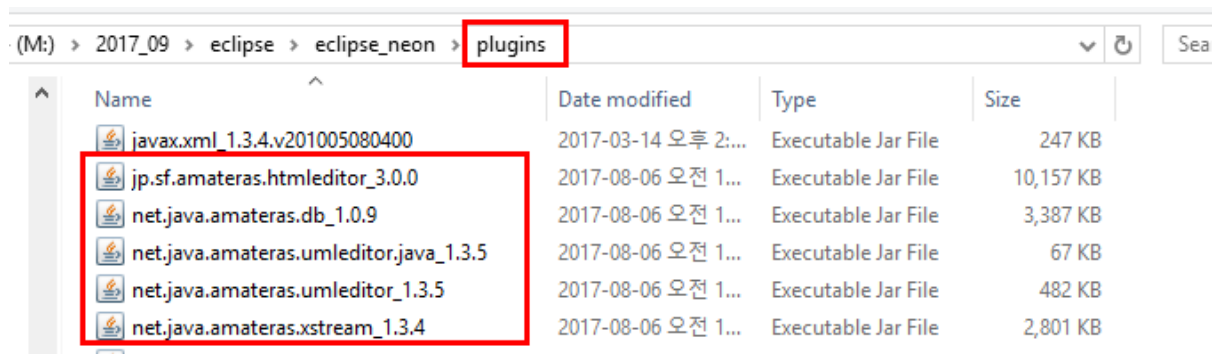 (M:) > 2017_09 > eclipse > eclipse_neon > plugins Sea
Name Date modified Type Size
javax.xml_1.3.4.v201005080400 2017-03-14 오후 2:... Executable Jar File 247 KB
jp.sf.amateras.htmleditor_3.0.0 2017-08-06 오전 1... Executable Jar File 10,157 KB
net.java.amateras.db_1.0.9 2017-08-06 오전 1... Executable Jar File 3,387 KB
net.java.amateras.umleditor.java_1.3.5 2017-08-06 오전 1... Executable Jar File 67 KB
net.java.amateras.umleditor_1.3.5 2017-08-06 오전 1... Executable Jar File 482 KB
net.java.amateras.xstream_1.3.4 2017-08-06 오전 1... Executable Jar File 2,801 KB